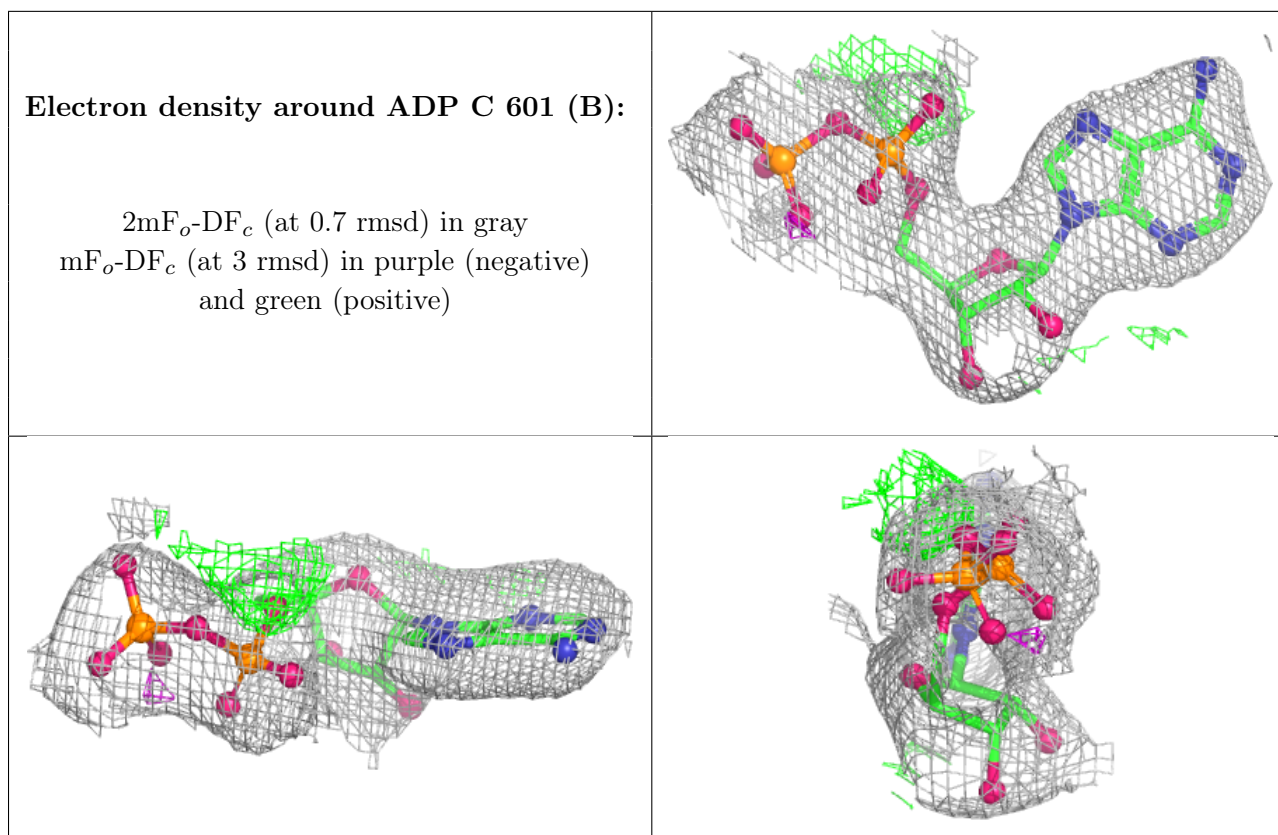 Electron density around ADP C 601 (B):
2mFo-DFc (at 0.7 rmsd) in gray
mFo-DFc (at 3 rmsd) in purple (negative)
and green (positive)